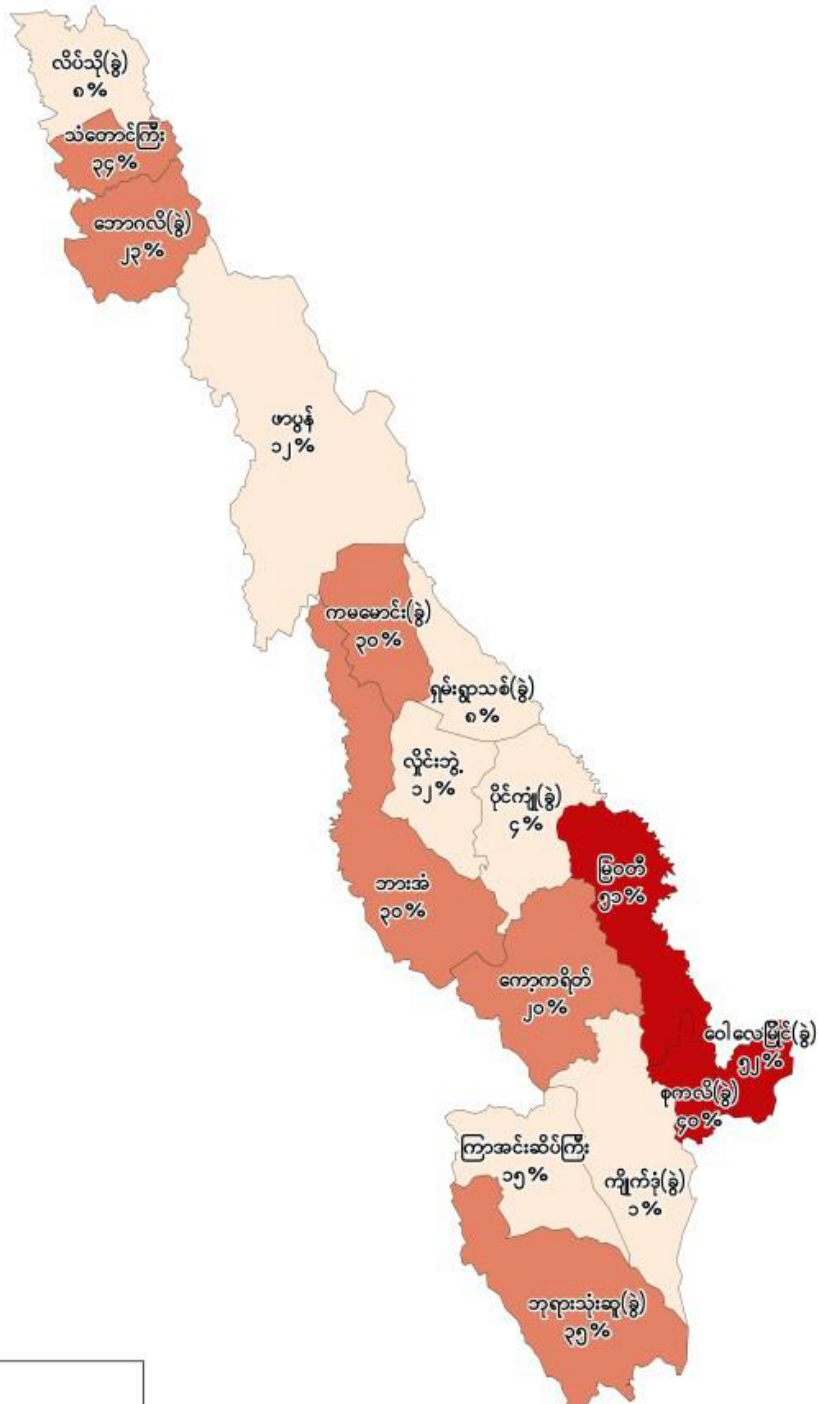 လိပ်သို(ခွဲ)
၈%
သံတောင်ကြီး
၃၄%
ဘောဂလိ(ခွဲ)
၂၃%
ဖာပွန်
၁၂%
ကမမောင်း(ခွဲ)
၃၀%
ရှမ်းရွာသစ်(ခွဲ)
၈%
လှိုင်းဘွဲ့
၁၂%
ပိုင်ကျုံ(ခွဲ)
၄%
မြဝတီ
၅၁%
ဘားအံ
၃၀%
ကော့ကရိတ်
၂၀%
ဝေါလေမြိုင်(ခွဲ)
၅၂%
စုကလိ(ခွဲ)
၄၀%
ကြာအင်းဆိပ်ကြီး
၁၅%
ကျိုက်ဒုံ(ခွဲ)
၁%
ဘုရားသုံးဆူ(ခွဲ)
၃၅%